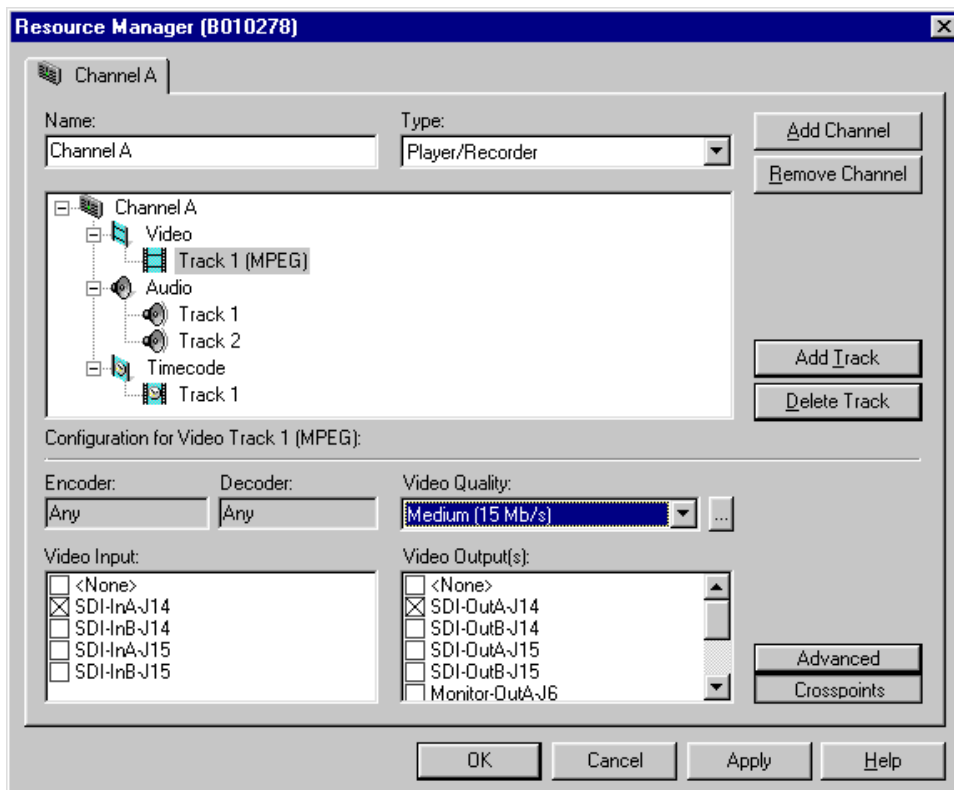 Resource Manager (B010278)
Channel A
Name:
Type:
Channel A
Player/Recorder
Add Channel
Remove Channel
Channel A
Video
Track 1 (MPEG)
Audio
Track 1
Track 2
Timecode
Track 1
Add Track
Delete Track
Configuration for Video Track 1 (MPEG):
Encoder:
Decoder:
Video Quality:
Any
Any
Medium (15 Mb/s)
...
Video Input:
<None>
SDI-InA-J14
SDI-InB-J14
SDI-InA-J15
SDI-InB-J15
Video Output(s):
<None>
SDI-OutA-J14
SDI-OutB-J14
SDI-OutA-J15
SDI-OutB-J15
Monitor-OutA-J6
Advanced
Crosspoints
OK
Cancel
Apply
Help